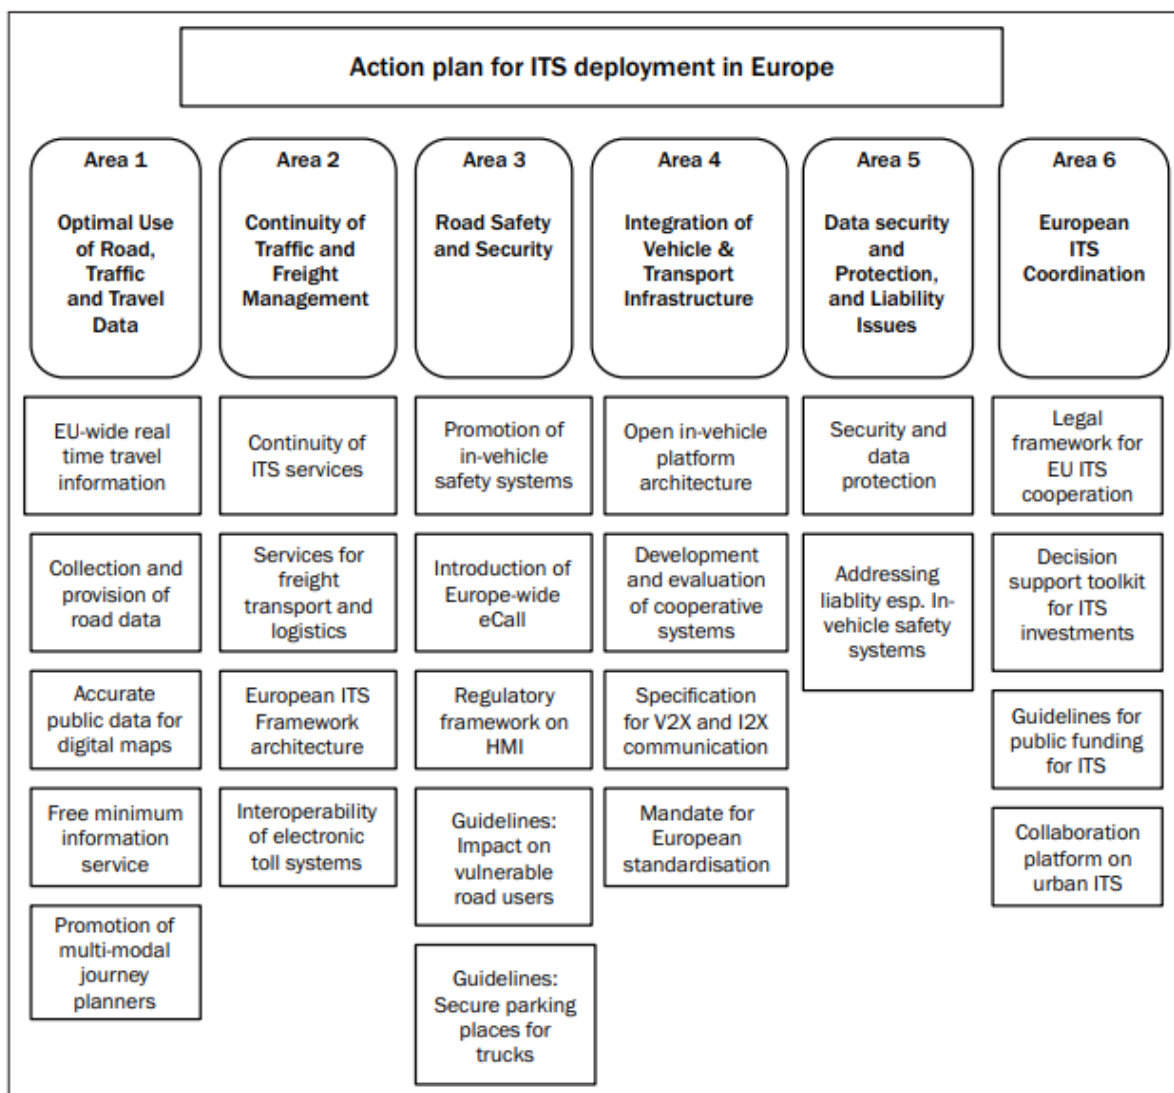 Action plan for ITS deployment in Europe
Area 1
Optimal Use
of Road,
Traffic
and Travel
Data
Area 2
Continuity of
Traffic and
Freight
Management
Area 3
Road Safety
and Security
Area 4
Integration of
Vehicle &
Transport
Infrastructure
Area 5
Data security
and
Protection,
and Liability
Issues
Area 6
European
ITS
Coordination
EU-wide real
time travel
information
Collection and
provision of
road data
Accurate
public data for
digital maps
Free minimum
information
service
Promotion of
multi-modal
journey
planners
Continuity of
ITS services
Services for
freight
transport and
logistics
European ITS
Framework
architecture
Interoperability
of electronic
toll systems
Promotion of
in-vehicle
safety systems
Introduction of
Europe-wide
eCall
Regulatory
framework on
HMI
Guidelines:
Impact on
vulnerable
road users
Guidelines:
Secure parking
places for
trucks
Open in-vehicle
platform
architecture
Development
and evaluation
of cooperative
systems
Specification
for V2X and I2X
communication
Mandate for
European
standardisation
Security and
data
protection
Addressing
liablity esp. In-
vehicle safety
systems
Legal
framework for
EU ITS
cooperation
Decision
support toolkit
for ITS
investments
Guidelines for
public funding
for ITS
Collaboration
platform on
urban ITS